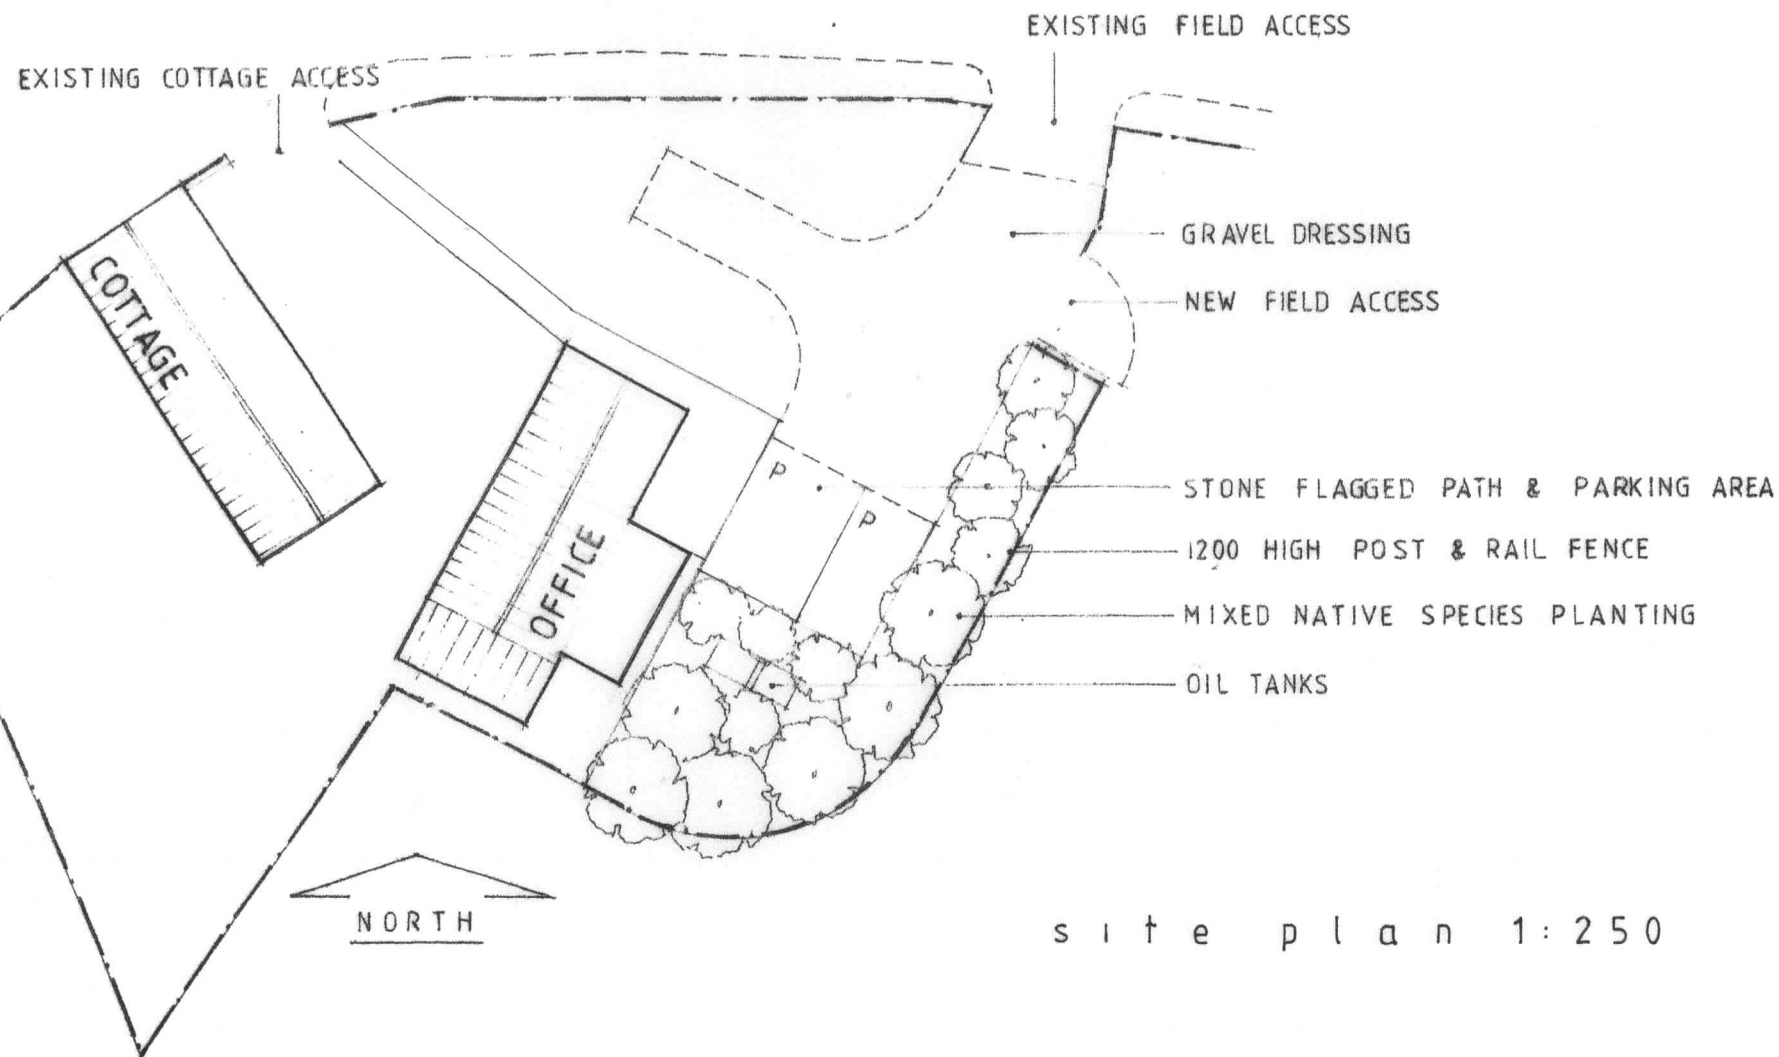 EXISTING FIELD ACCESS
EXISTING COTTAGE ACCESS
GRAVEL DRESSING
NEW FIELD ACCESS
COTTAGE
P
STONE FLAGGED PATH & PARKING AREA
P
1200 HIGH POST & RAIL FENCE
OFFICE
MIXED NATIVE SPECIES PLANTING
OIL TANKS
NORTH
site plan 1:250